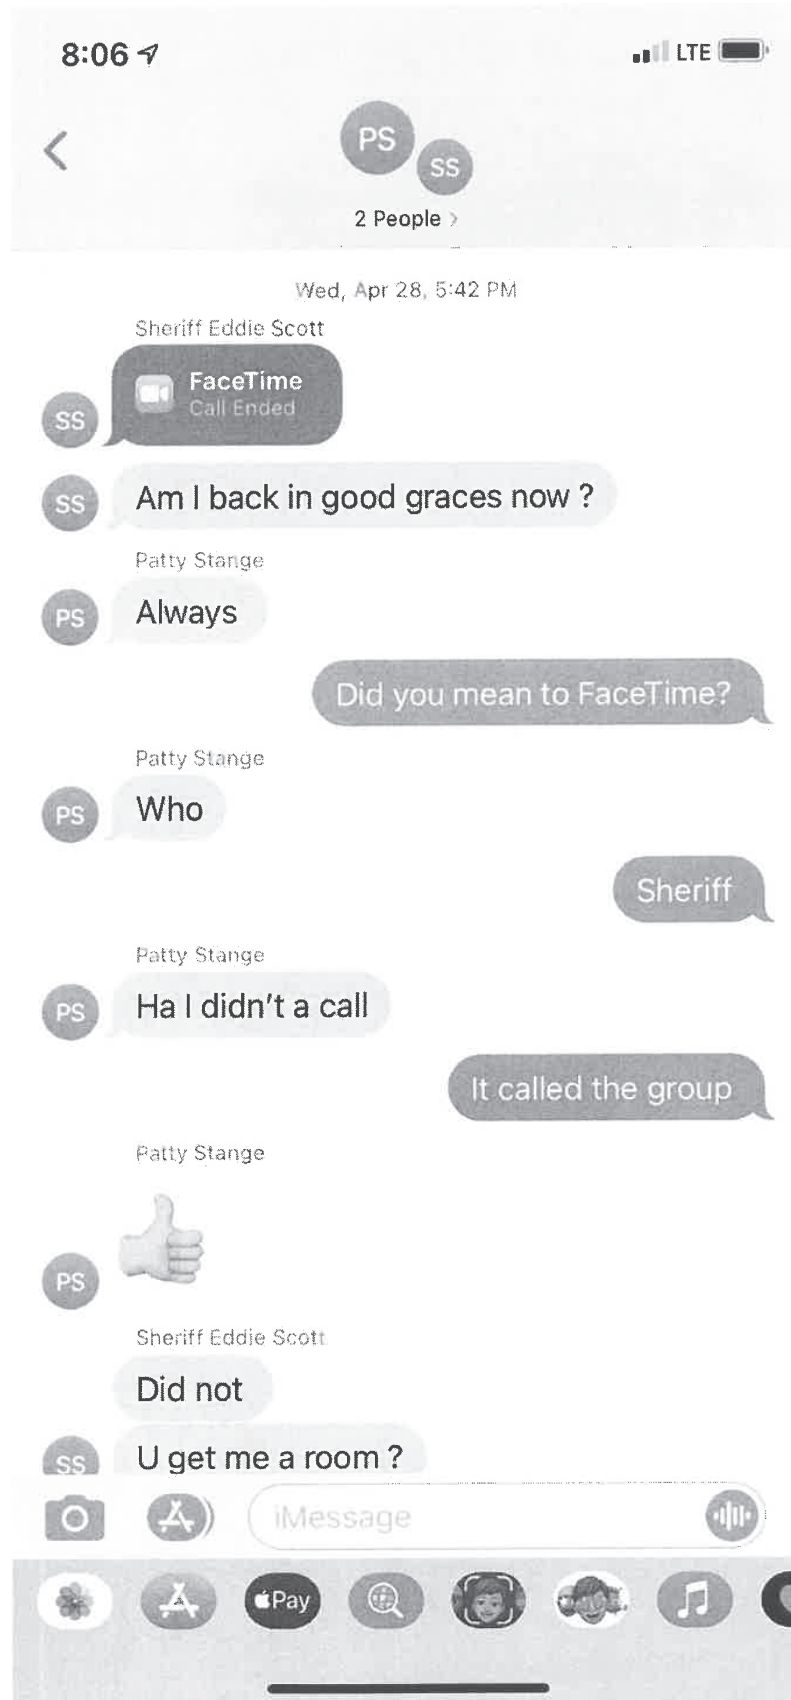 8:06
LTE
PS
SS
2 People
Wed, Apr 28, 5:42 PM
Sheriff Eddie Scott
FaceTime
Call Ended
SS
SS
Am I back in good graces now ?
Patty Stange
PS
Always
Did you mean to FaceTime?
Patty Stange
PS
Who
Sheriff
Patty Stange
PS
Ha I didn't a call
It called the group
Patty Stange
PS
Sheriff Eddie Scott
Did not
SS
U get me a room ?
iMessage
Pay